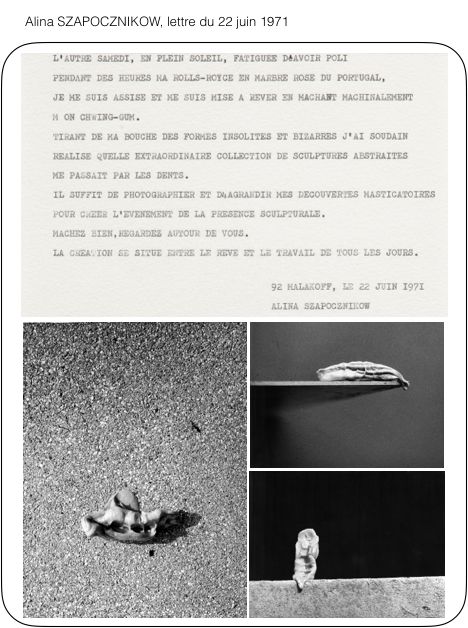 Alina SZAPOCZNIKOW, lettre du 22 juin 1971
L'AUTRE SAMEDI, EN PLEIN SOLEIL, FATIGUEE D'AVOIR POLI
PENDANT DES HEURES MA ROLLS-ROYCE EN MARBRE ROSE DU PORTUGAL,
JE ME SUIS ASSISE ET ME SUIS MISE A REVER EN MACHANT MACHINALEMENT
M ON CHWING-GUM.
TIRANT DE MA BOUCHE DES FORMES INSOLITES ET BIZARRES J'AI SOUDAIN
REALISE QUELLE EXTRAORDINAIRE COLLECTION DE SCULPTURES ABSTRAITES
ME PASSAIT PAR LES DENTS.
IL SUFFIT DE PHOTOGRAPHIER ET D'AGRANDIR MES DECOUVERTES MASTICATOIRES
POUR CREER L'EVENEMENT DE LA PRESENCE SCULPTURALE.
MACHEZ BIEN,REGARDEZ AUTOUR DE VOUS.
LA CREATION SE SITUE ENTRE LE REVE ET LE TRAVAIL DE TOUS LES JOURS.
92 MALAKOFF, LE 22 JUIN 1971
ALINA SZAPOCZNIKOW